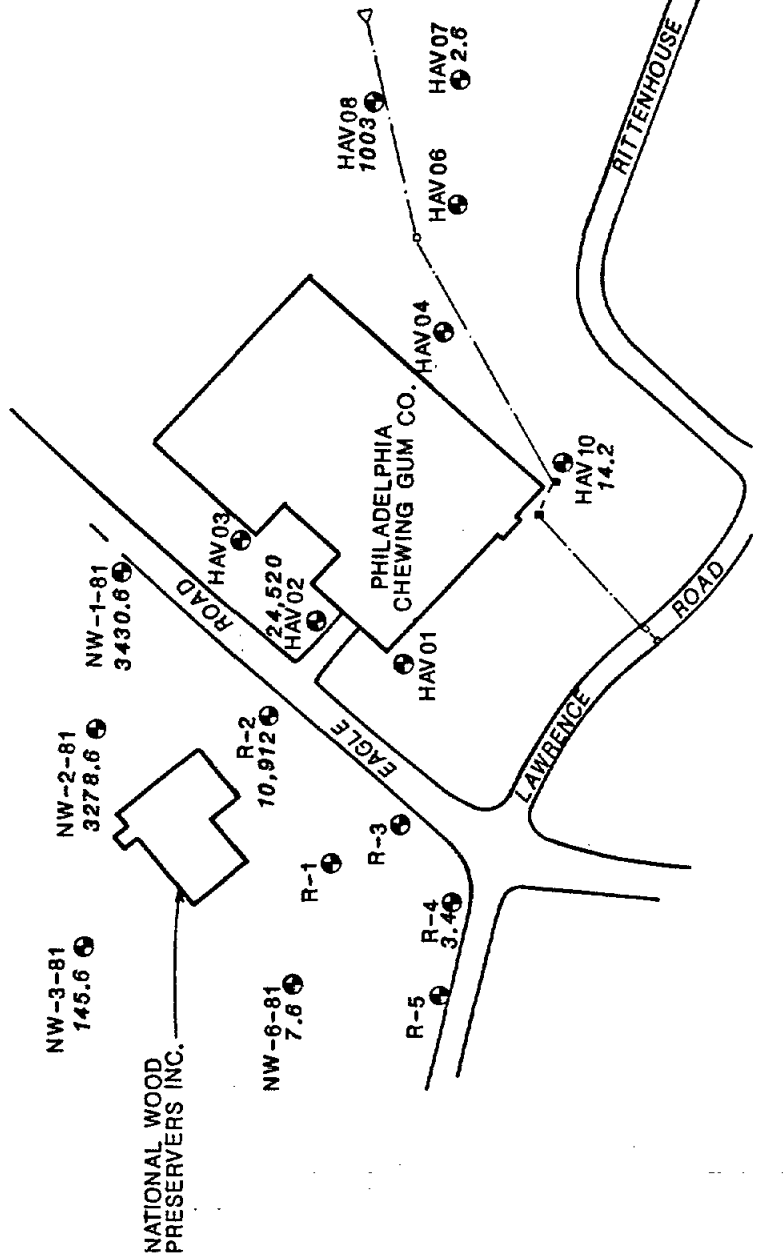 NATIONAL WOOD
PRESERVERS INC.
NW-3-81
145.6
NW-2-81
3278.6
NW-1-81
3430.6
NW-6-81
7.6
R-1
R-2
10,912
R-3
R-4
3.4
R-5
EAGLE
ROAD
HAV03
24,520
HAV02
HAV01
PHILADELPHIA
CHEWING GUM CO.
HAV04
HAV06
HAV08
1003
HAV07
2.6
HAV10
14.2
LAWRENCE
ROAD
RITTENHOUSE